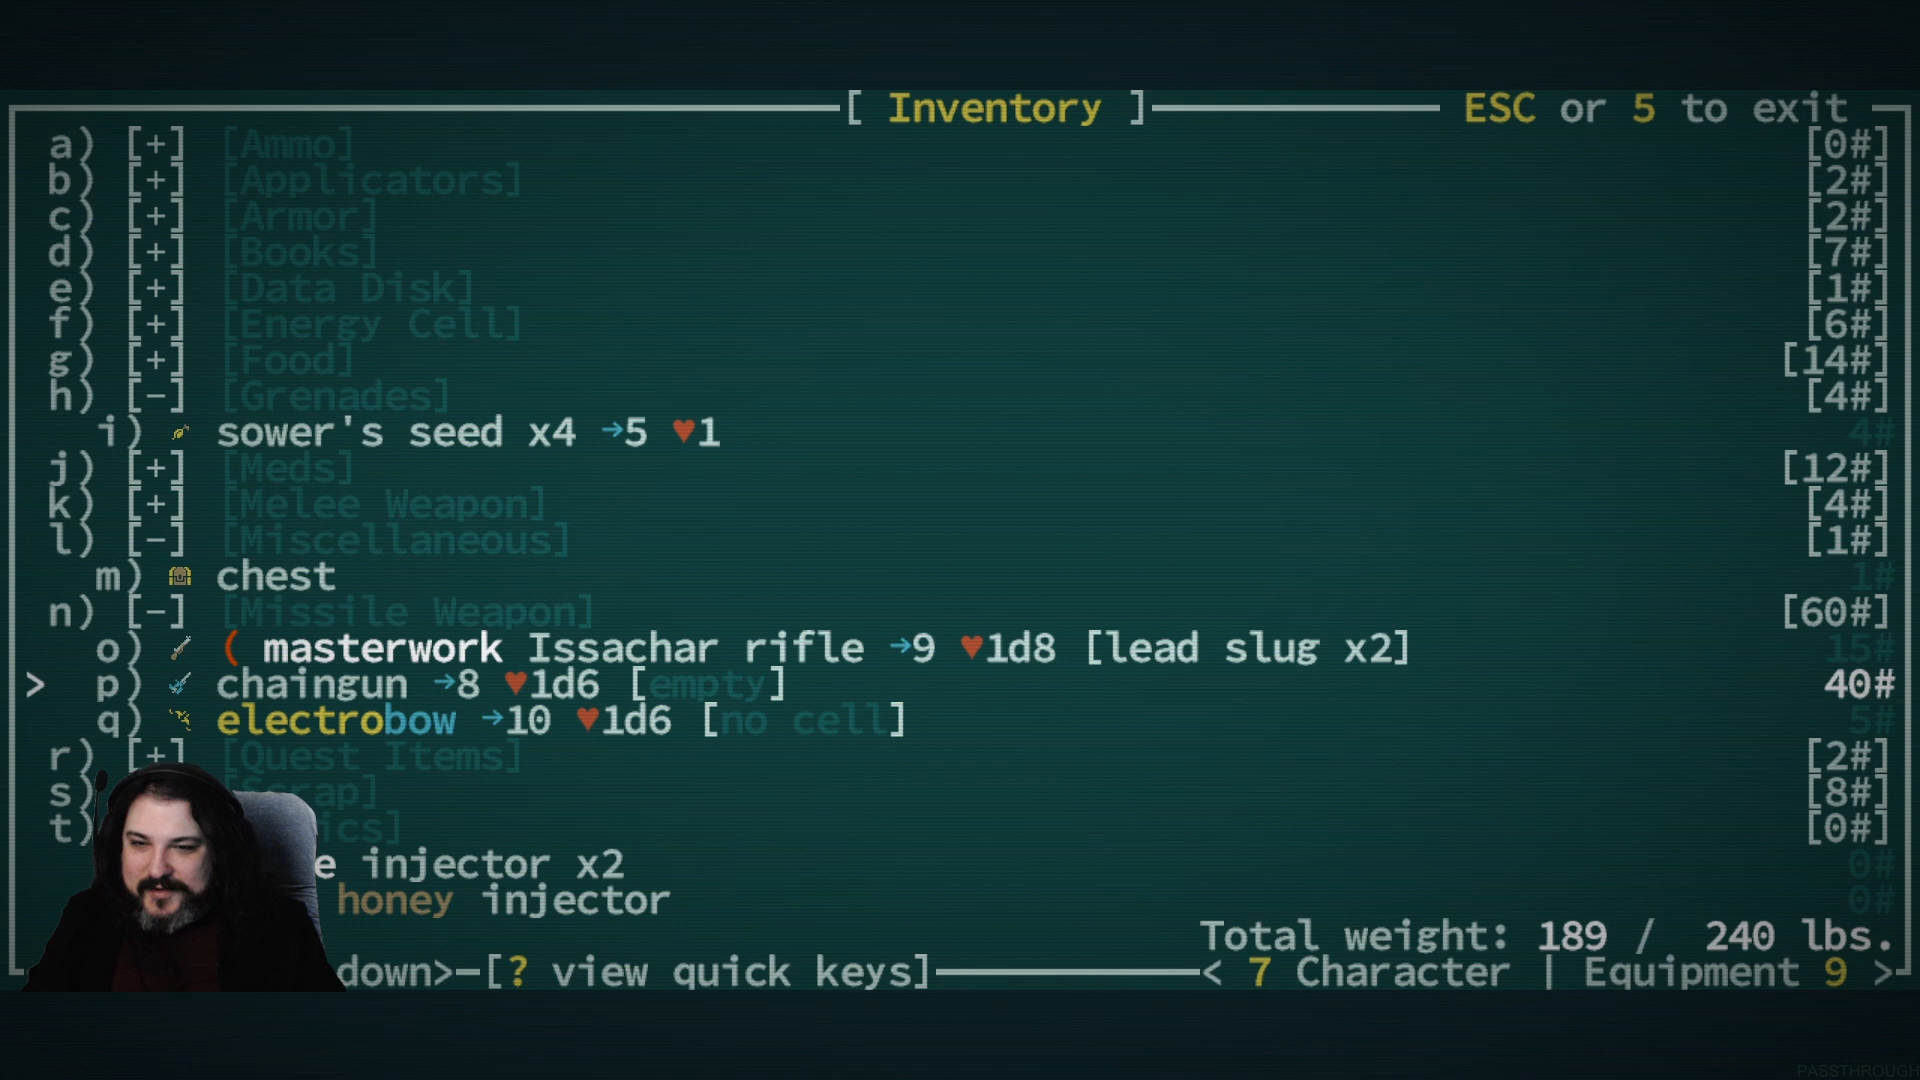 [ Inventory ] ESC or 5 to exit
a) [+] [Ammo] [0#]
b) [+] [Applicators] [2#]
c) [+] [Armor] [2#]
d) [+] [Books] [7#]
e) [+] [Data Disk] [1#]
f) [+] [Energy Cell] [6#]
g) [+] [Food] [14#]
h) [-] [Grenades] [4#]
i) sower's seed x4 →5 ♥1 4#
j) [+] [Meds] [12#]
k) [+] [Melee Weapon] [4#]
l) [-] [Miscellaneous] [1#]
m) chest 1#
n) [-] [Missile Weapon] [60#]
o) ( masterwork Issachar rifle →9 ♥1d8 [lead slug x2] 15#
> p) chaingun →8 ♥1d6 [empty] 40#
q) electrobow →10 ♥1d6 [no cell] 5#
r) [+] [Quest Items] [2#]
s) [8#]
t) [0#]
injector x2 0#
honey injector 0#
Total weight: 189 / 240 lbs.
down> [? view quick keys] < 7 Character | Equipment 9 >
PASSTHROUGH